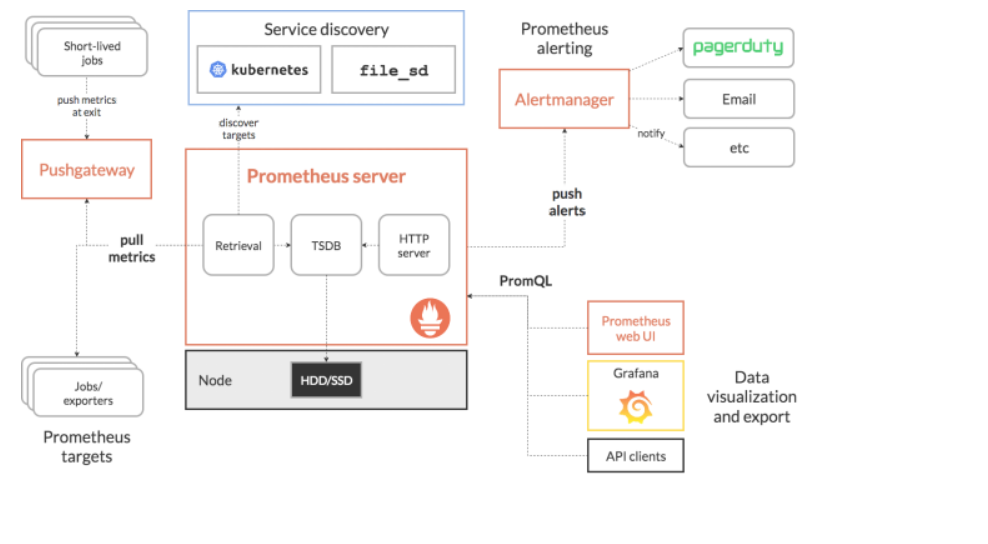 Short-lived
jobs
push metrics
at exit
Pushgateway
pull
metrics
Jobs/
exporters
Prometheus
targets
Service discovery
kubernetes
file_sd
discover
targets
Prometheus server
Retrieval
TSDB
HTTP
server
Node
HDD/SSD
Prometheus
alerting
Alertmanager
pagerduty
Email
notify
etc
push
alerts
PromQL
Prometheus
web UI
Grafana
API clients
Data
visualization
and export